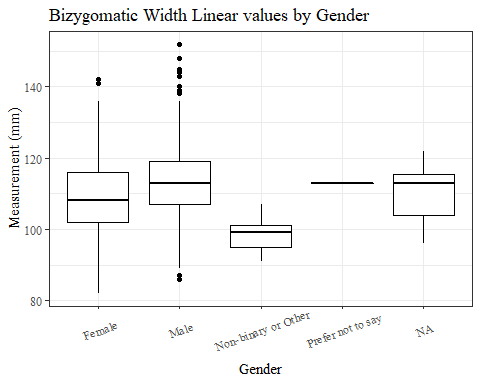 Bizygomatic Width Linear values by Gender
Measurement (mm)
140
120
100
80
Female
Male
Non-binary or Other
Prefer not to say
NA
Gender